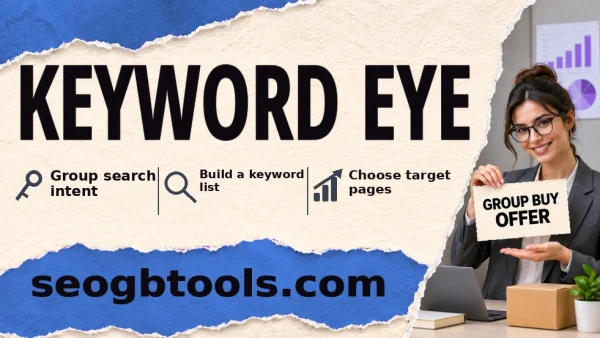 KEYWORD EYE
Group search
intent
Build a keyword
list
Choose target
pages
GROUP BUY
OFFER
seogbtools.com